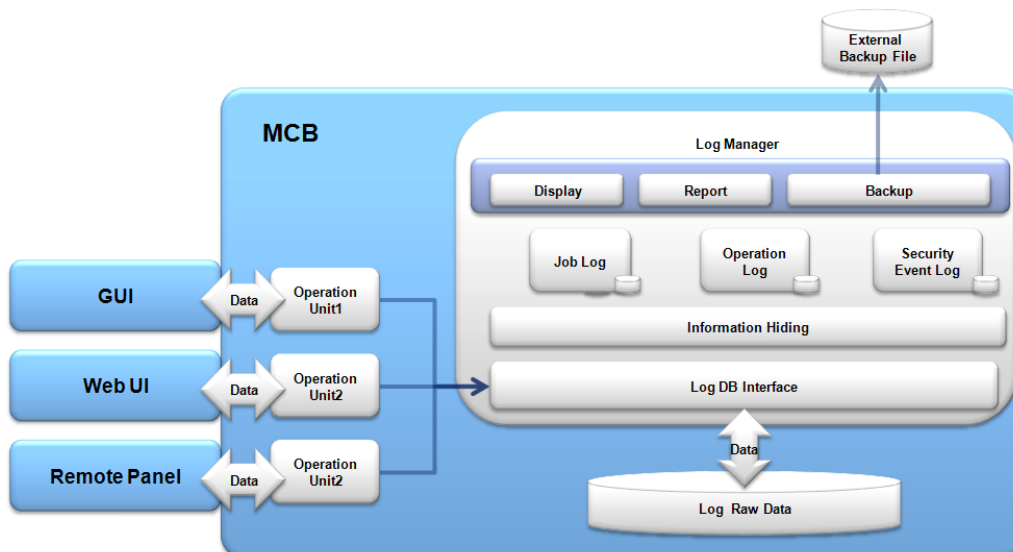 External
Backup File
MCB
Log Manager
Display
Report
Backup
Job Log
Operation
Log
Security
Event Log
GUI
Data
Operation
Unit1
Information Hiding
Web UI
Data
Operation
Unit2
Log DB Interface
Remote Panel
Data
Operation
Unit2
Data
Log Raw Data